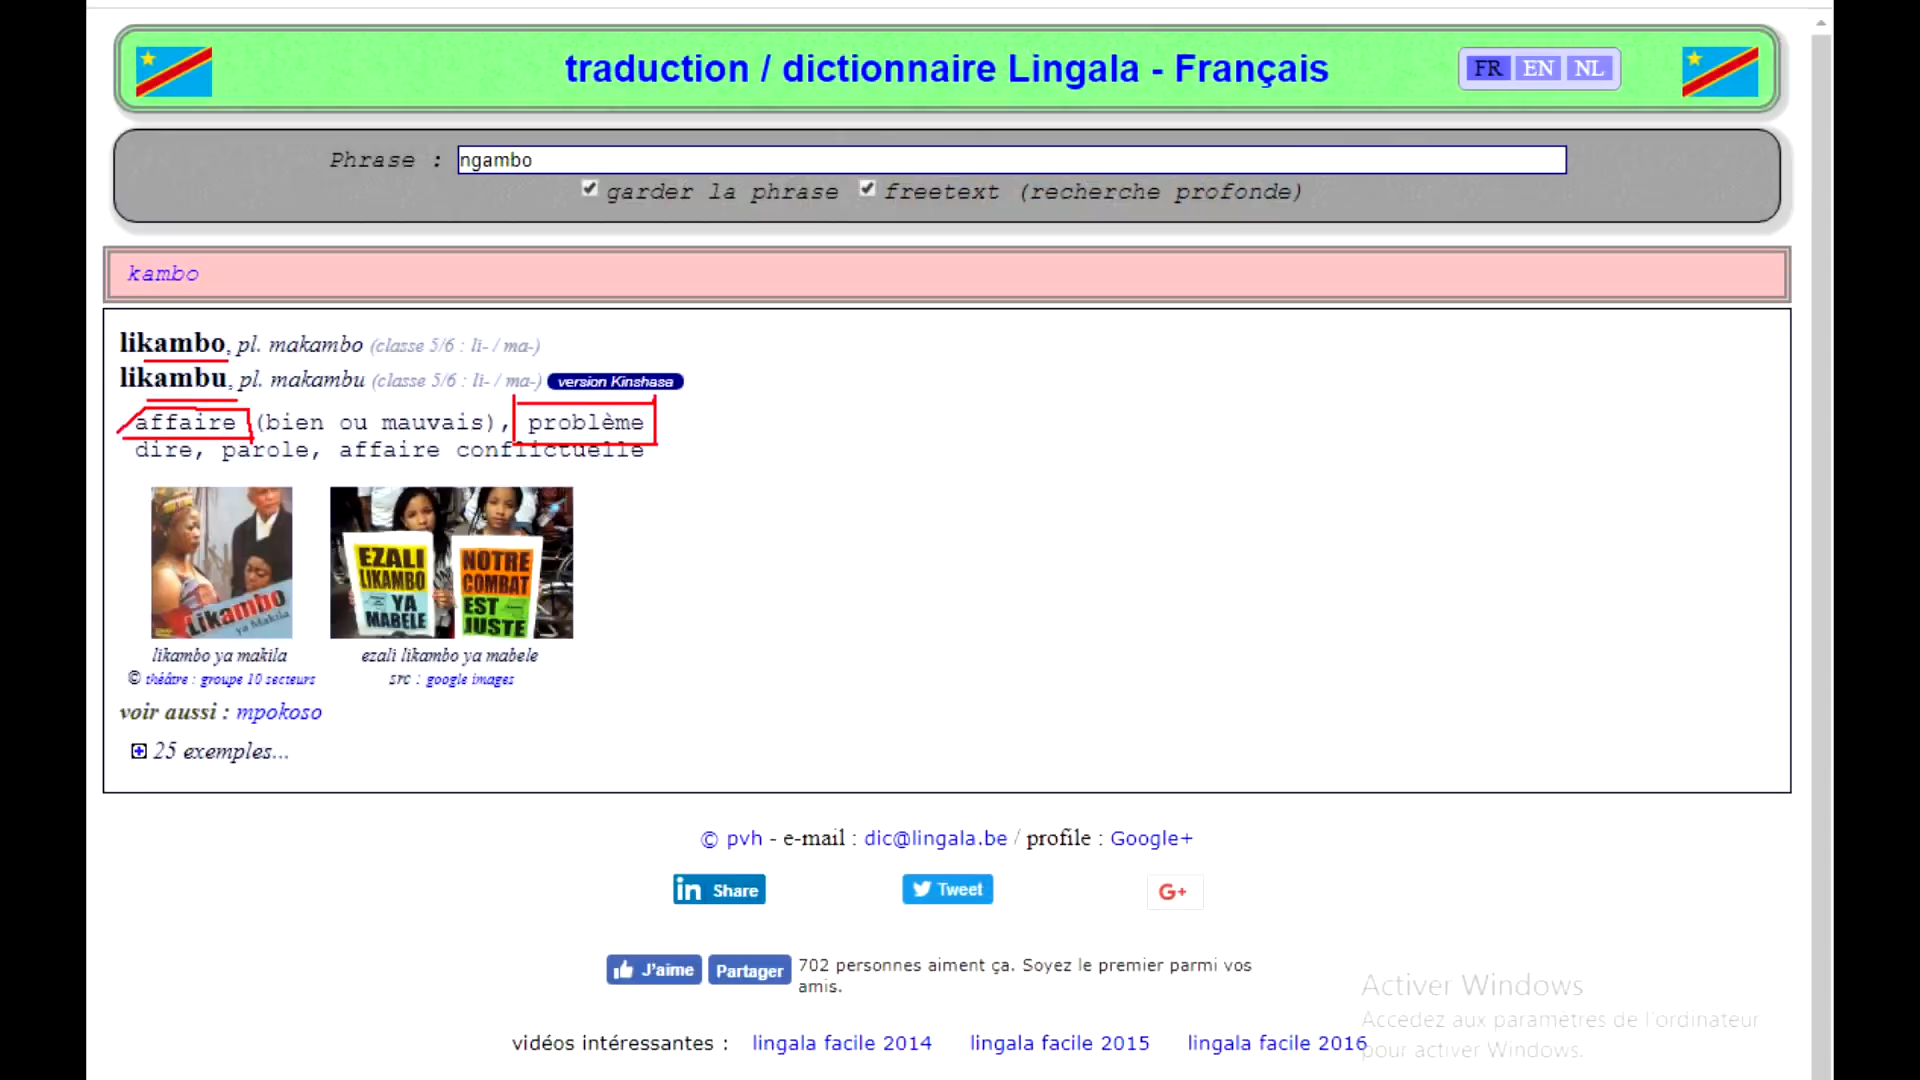 traduction / dictionnaire Lingala - Français
FR EN NL
Phrase : ngambo
garder la phrase freetext (recherche profonde)
kambo
likambo, pl. makambo (classe 5/6 : li- / ma-)
likambu, pl. makambu (classe 5/6 : li- / ma-) version Kinshasa
affaire (bien ou mauvais), problème
dire, parole, affaire conflictuelle
Likambo
ya Makila
EZALI
LIKAMBO
YA
MABELE
NOTRE
COMBAT
EST
JUSTE
likambo ya makila
© théâtre : groupe 10 secteurs
ezali likambo ya mabele
src : google images
voir aussi : mpokoso
25 exemples...
© pvh - e-mail : dic@lingala.be / profile : Google+
in Share
Tweet
G+
J'aime Partager 702 personnes aiment ça. Soyez le premier parmi vos
amis.
vidéos intéressantes : lingala facile 2014 lingala facile 2015 lingala facile 2016
Activer Windows
Accédez aux paramètres de l'ordinateur
pour activer Windows.